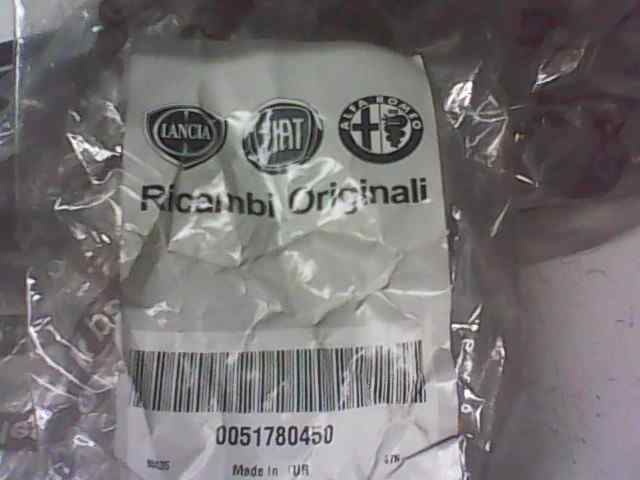 LANCIA FIAT ALFA ROMEO
Ricambi Originali
0051780450
Made In TUR